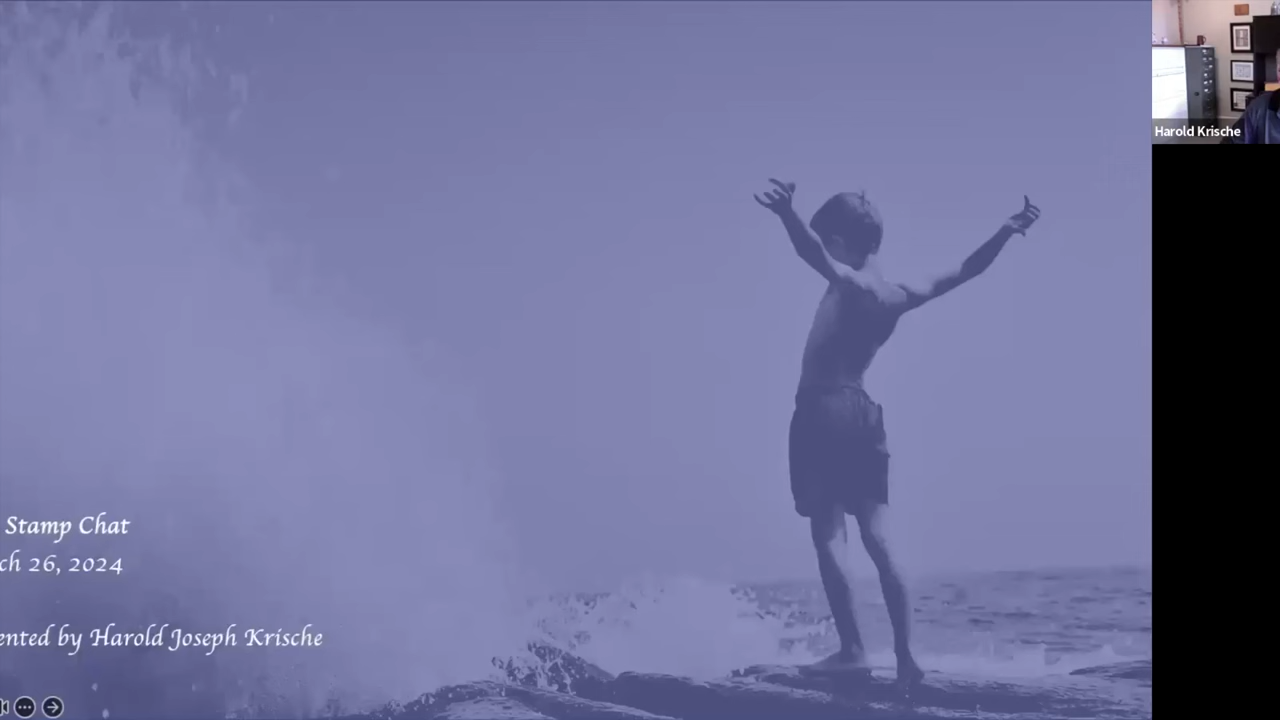 Harold Krische
Stamp Chat
ch 26, 2024
ented by Harold Joseph Krische